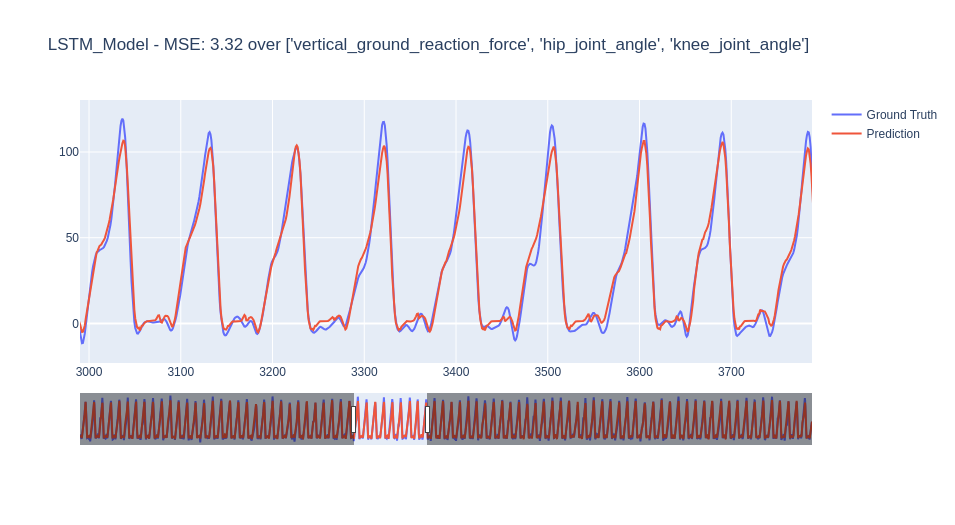 LSTM_Model - MSE: 3.32 over ['vertical_ground_reaction_force', 'hip_joint_angle', 'knee_joint_angle']
Ground Truth
Prediction
100
50
0
3000 3100 3200 3300 3400 3500 3600 3700